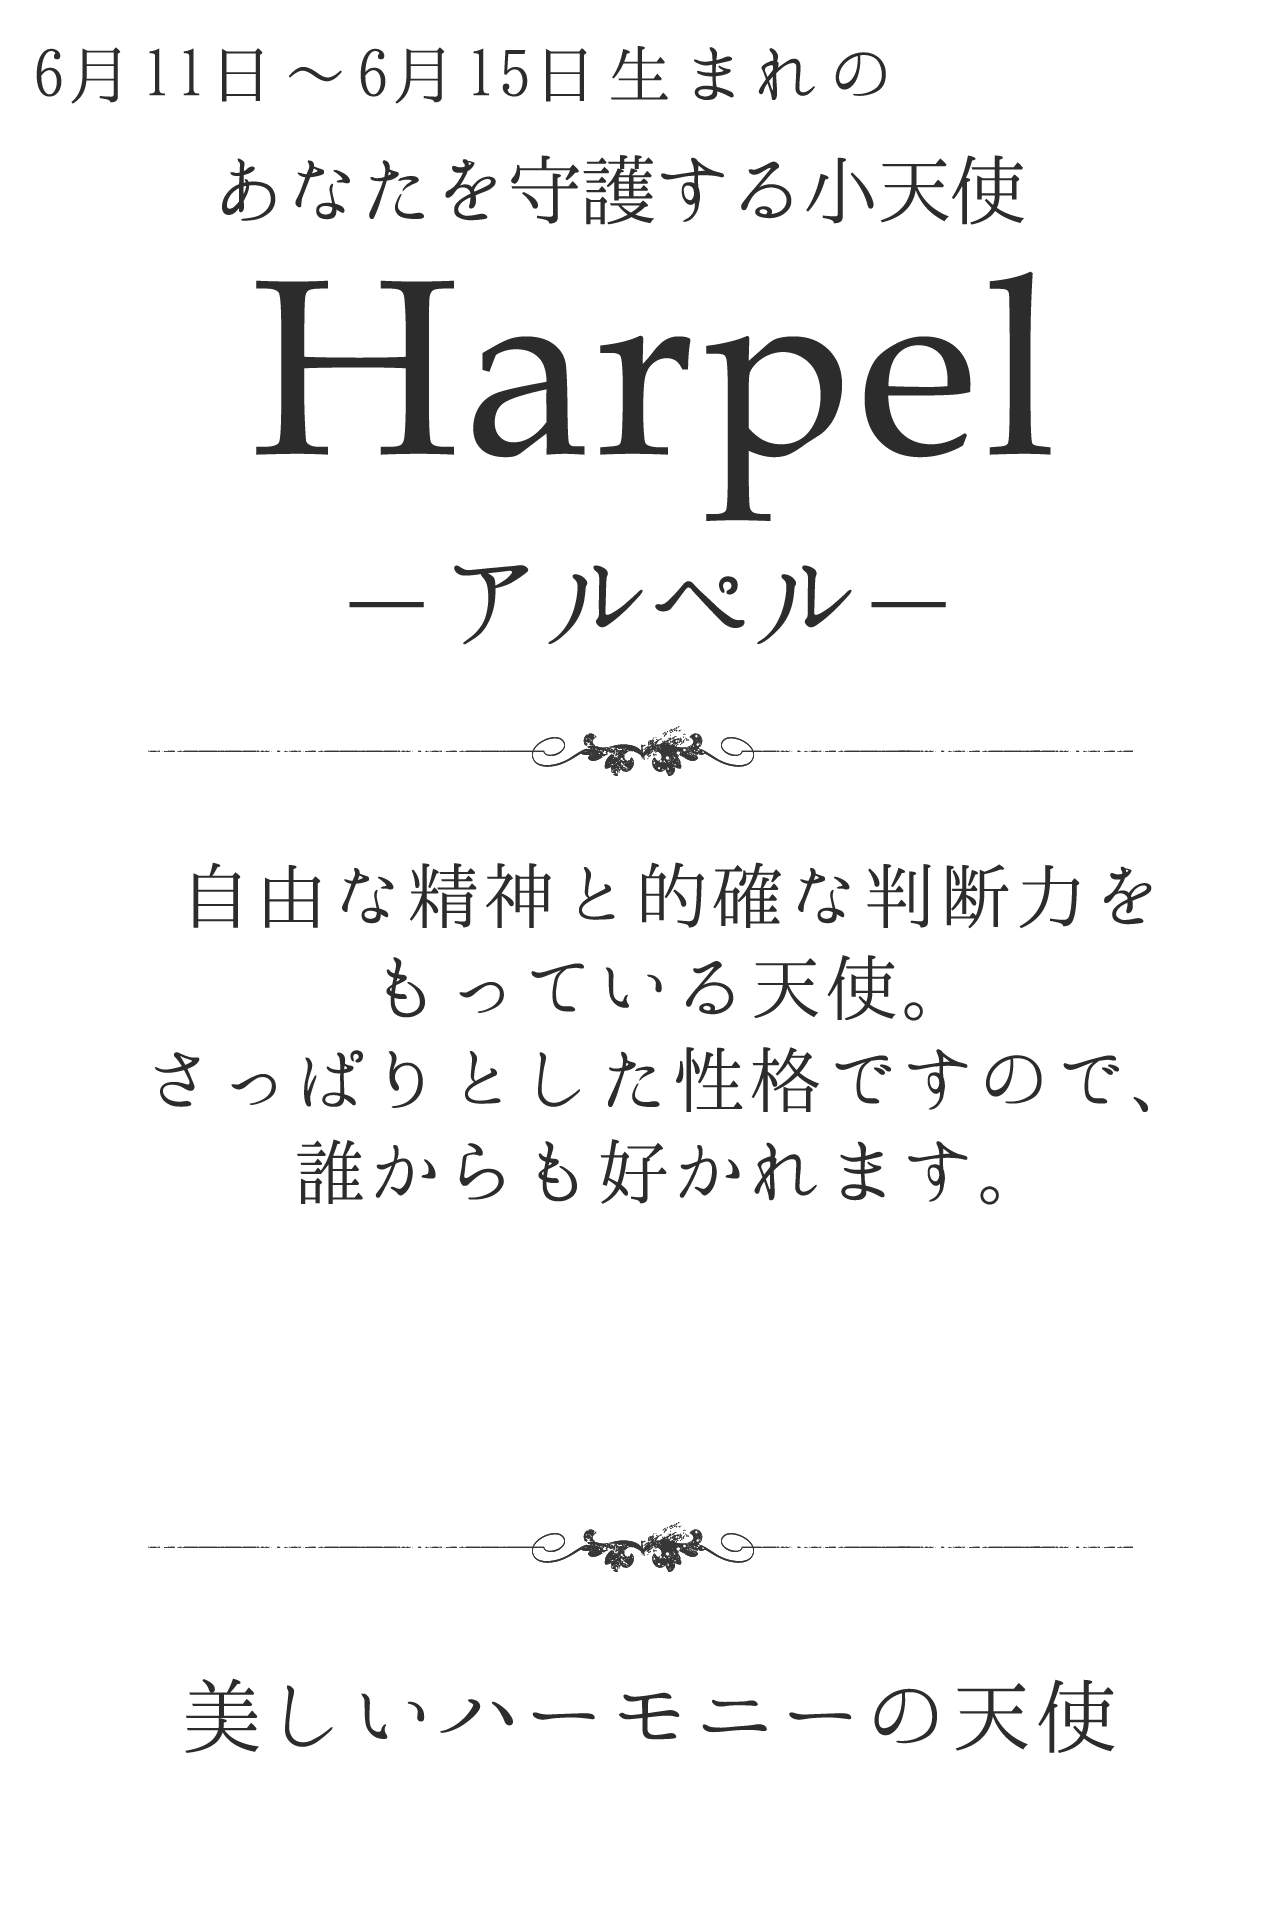 6月11日～6月15日生まれの
あなたを守護する小天使
Harpel
―アルペル―
自由な精神と的確な判断力を
もっている天使。
さっぱりとした性格ですので、
誰からも好かれます。
美しいハーモニーの天使